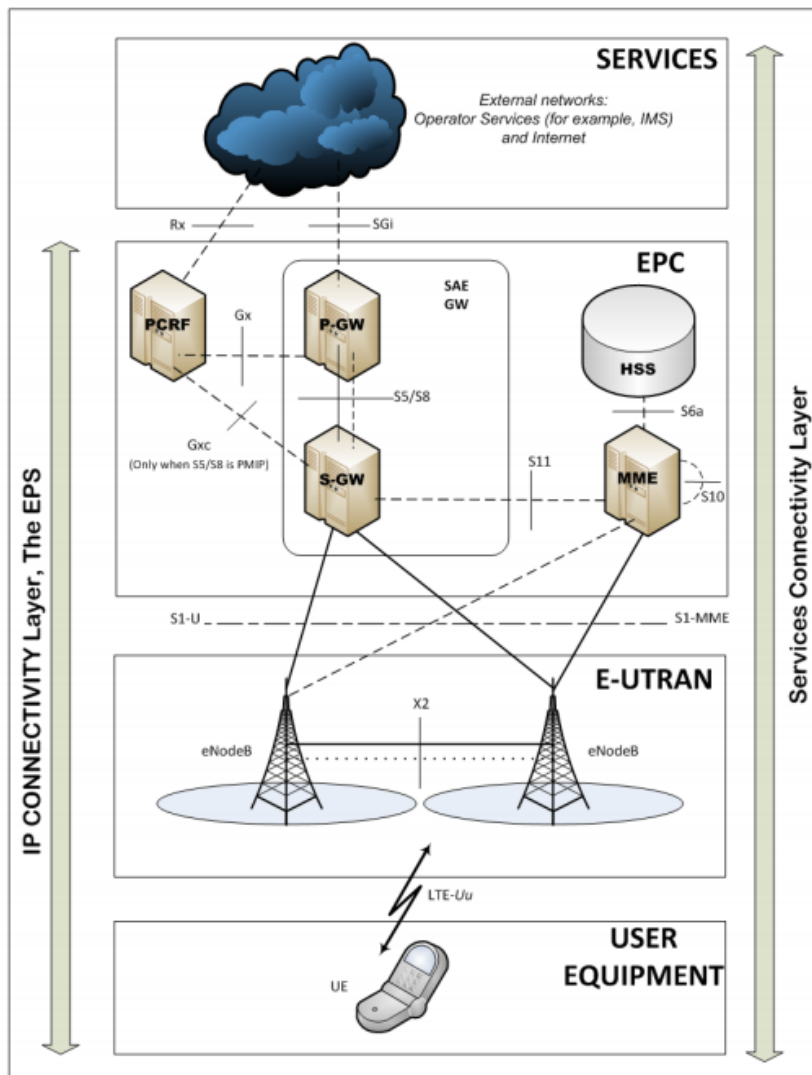 SERVICES
External networks:
Operator Services (for example, IMS)
and Internet
Rx
SGi
EPC
SAE
GW
PCRF
P-GW
Gx
HSS
S5/S8
S6a
Gxc
(Only when S5/S8 is PMIP)
S-GW
S11
MME
S10
S1-U
S1-MME
E-UTRAN
X2
eNodeB
eNodeB
LTE-Uu
USER
EQUIPMENT
UE
IP CONNECTIVITY Layer, The EPS
Services Connectivity Layer